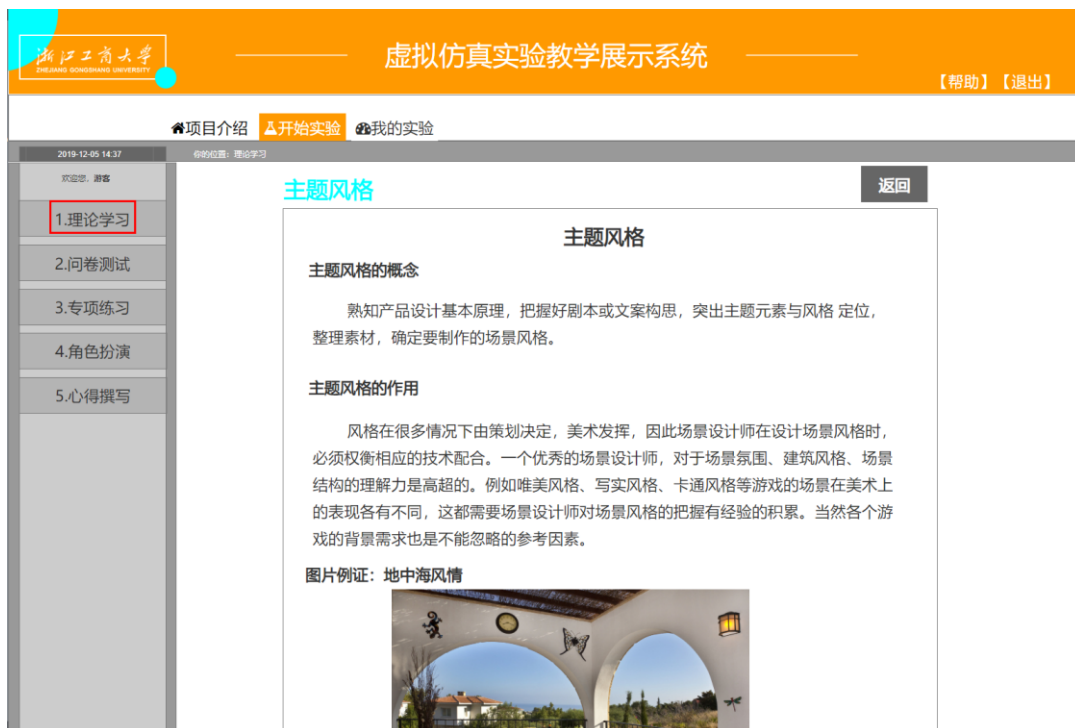 浙江工商大学
ZHEJIANG GONGSHANG UNIVERSITY
虚拟仿真实验教学展示系统
【帮助】【退出】
项目介绍 开始实验 我的实验
2019-12-05 14:37 你的位置：理论学习
欢迎您，游客
1.理论学习
2.问卷测试
3.专项练习
4.角色扮演
5.心得撰写
主题风格 返回
主题风格
主题风格的概念
熟知产品设计基本原理，把握好剧本或文案构思，突出主题元素与风格 定位，
整理素材，确定要制作的场景风格。
主题风格的作用
风格在很多情况下由策划决定，美术发挥，因此场景设计师在设计场景风格时，
必须权衡相应的技术配合。一个优秀的场景设计师，对于场景氛围、建筑风格、场景
结构的理解力是高超的。例如唯美风格、写实风格、卡通风格等游戏的场景在美术上
的表现各有不同，这都需要场景设计师对场景风格的把握有经验的积累。当然各个游
戏的背景需求也是不能忽略的参考因素。
图片例证：地中海风情